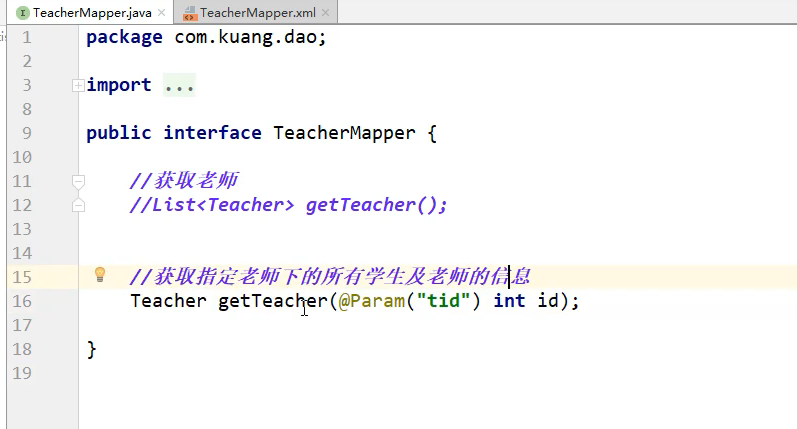 TeacherMapper.java TeacherMapper.xml
1 package com.kuang.dao;
2
3 import ...
8
9 public interface TeacherMapper {
10
11 //获取老师
12 //List<Teacher> getTeacher();
13
14
15 //获取指定老师下的所有学生及老师的信息
16 Teacher getTeacher(@Param("tid") int id);
17
18 }
19